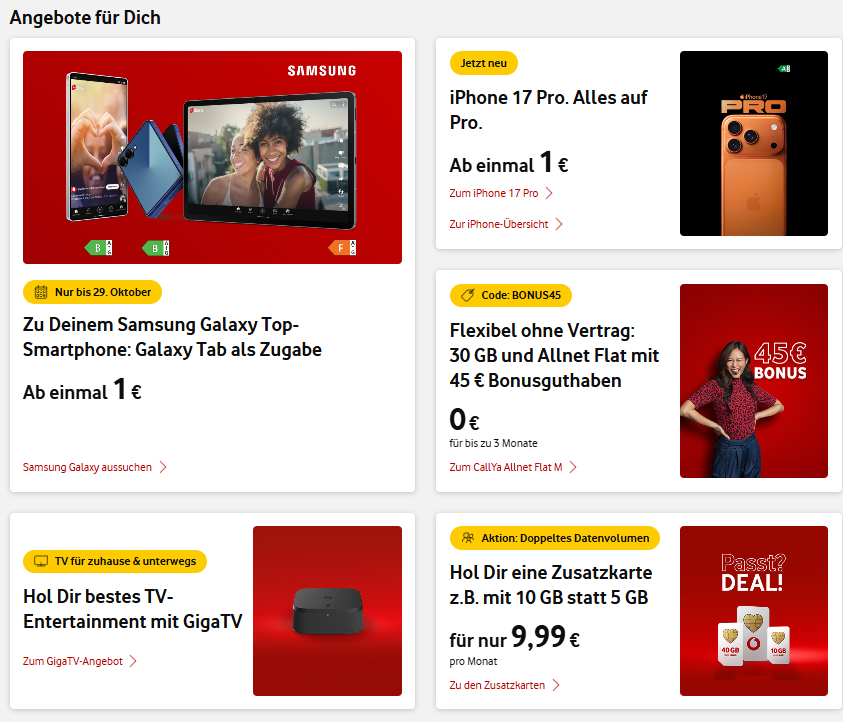 Angebote für Dich
SAMSUNG
B
B
F
Nur bis 29. Oktober
Zu Deinem Samsung Galaxy Top-
Smartphone: Galaxy Tab als Zugabe
Ab einmal 1 €
Samsung Galaxy aussuchen
Jetzt neu
iPhone 17 Pro. Alles auf
Pro.
Ab einmal 1 €
Zum iPhone 17 Pro
Zur iPhone-Übersicht
A
iPhone 17
PRO
Code: BONUS45
Flexibel ohne Vertrag:
30 GB und Allnet Flat mit
45 € Bonusguthaben
0 €
für bis zu 3 Monate
Zum CallYa Allnet Flat M
45€
BONUS
TV für zuhause & unterwegs
Hol Dir bestes TV-
Entertainment mit GigaTV
Zum GigaTV-Angebot
Aktion: Doppeltes Datenvolumen
Hol Dir eine Zusatzkarte
z.B. mit 10 GB statt 5 GB
für nur 9,99 €
pro Monat
Zu den Zusatzkarten
Passt?
DEAL!
40 GB
10 GB